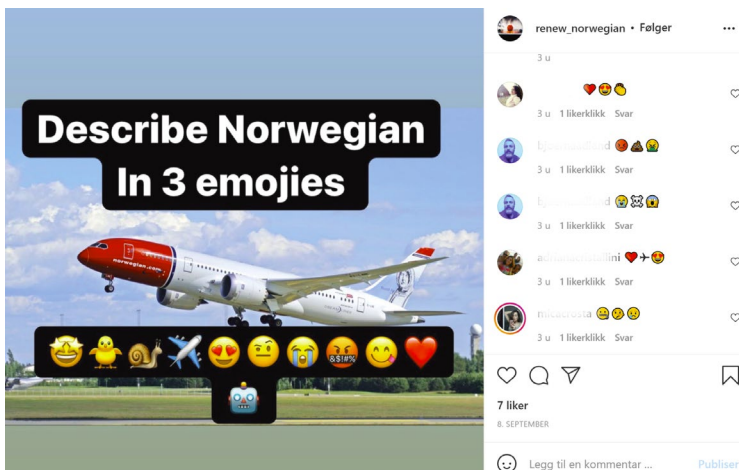 Describe Norwegian
In 3 emojies
norwegian.com
&$!#%
renew_norwegian • Følger
3 u
3 u 1 likerklikk Svar
3 u 1 likerklikk Svar
3 u 1 likerklikk Svar
3 u 1 likerklikk Svar
3 u 1 likerklikk Svar
7 liker
8. SEPTEMBER
Legg til en kommentar ... Publiser